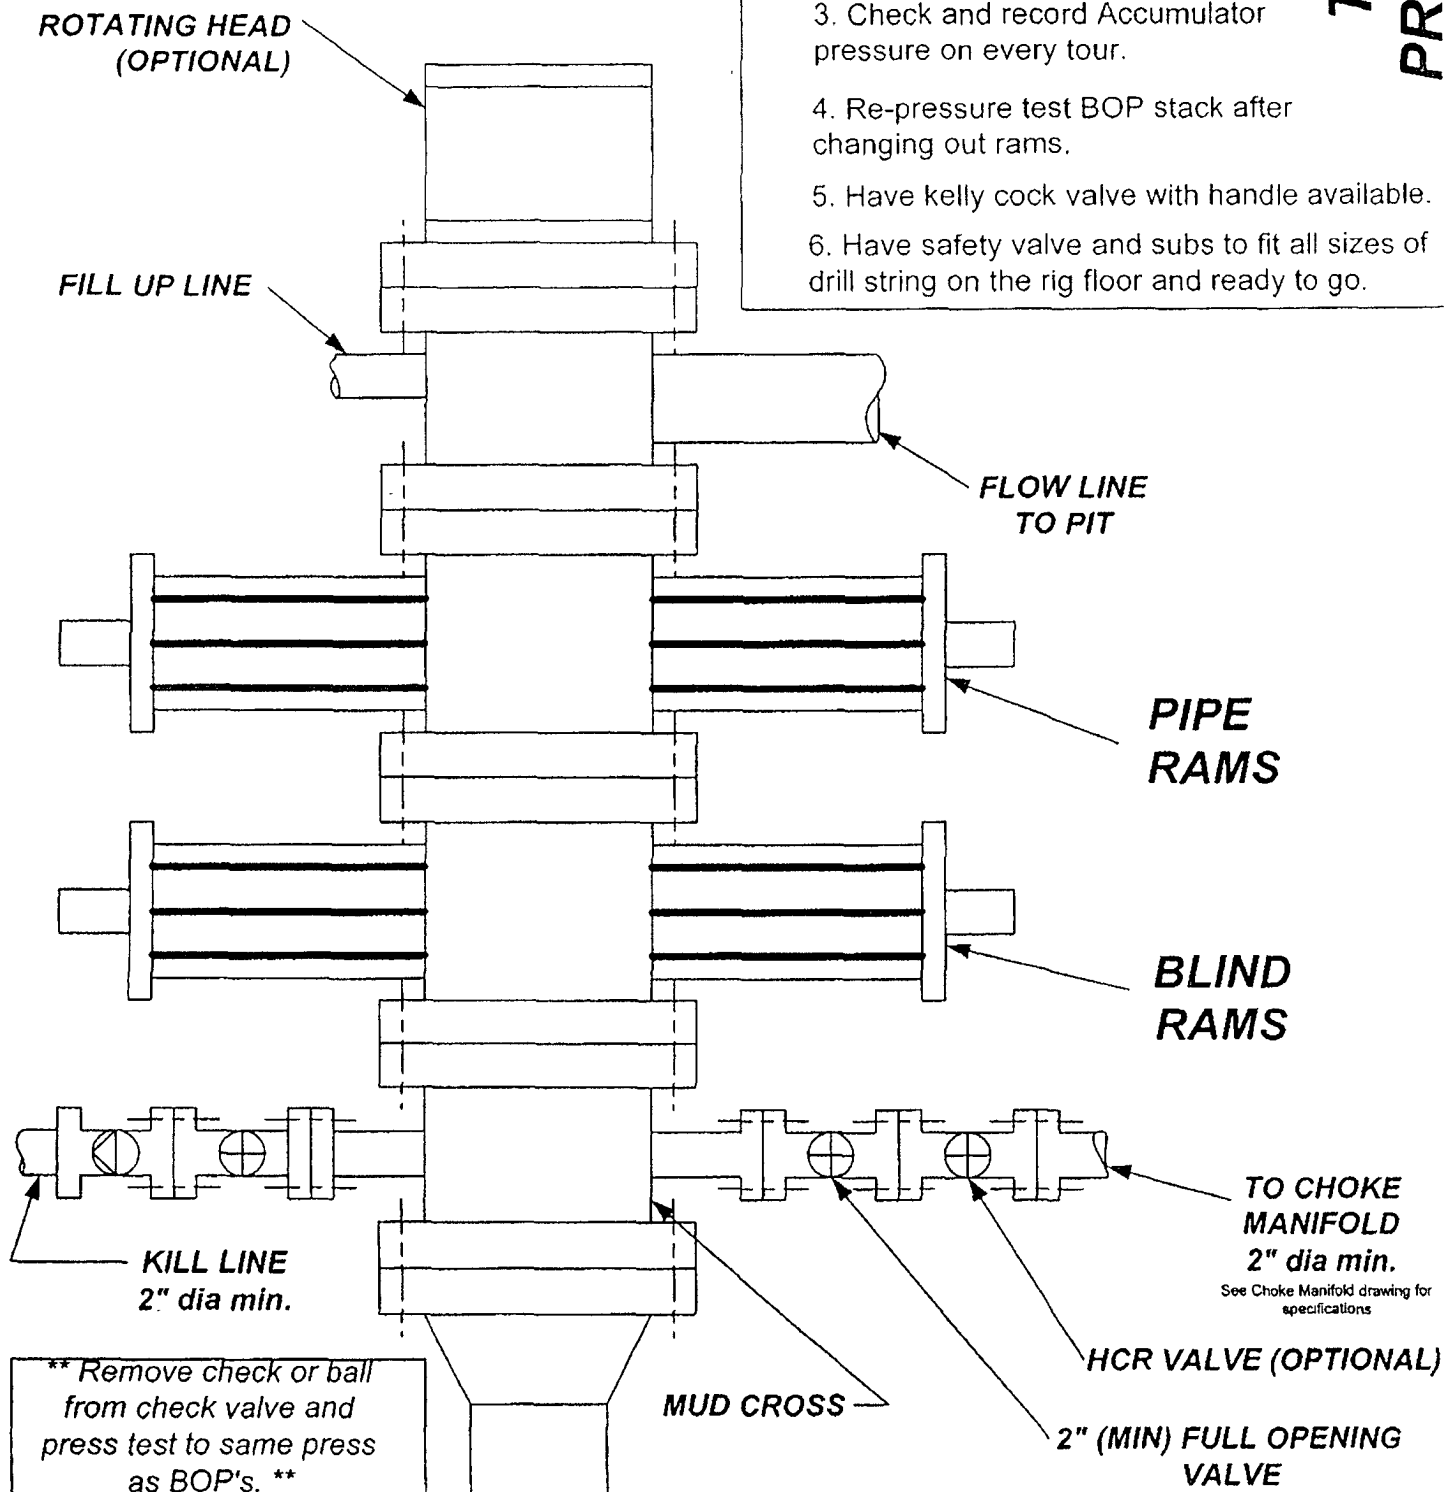 ROTATING HEAD
(OPTIONAL)
3. Check and record Accumulator
pressure on every tour.
4. Re-pressure test BOP stack after
changing out rams.
5. Have kelly cock valve with handle available.
6. Have safety valve and subs to fit all sizes of
drill string on the rig floor and ready to go.
FILL UP LINE
FLOW LINE
TO PIT
PIPE
RAMS
BLIND
RAMS
TO CHOKE
MANIFOLD
2" dia min.
See Choke Manifold drawing for
specifications
KILL LINE
2" dia min.
HCR VALVE (OPTIONAL)
MUD CROSS
2" (MIN) FULL OPENING
VALVE
** Remove check or ball
from check valve and
press test to same press
as BOP's. **